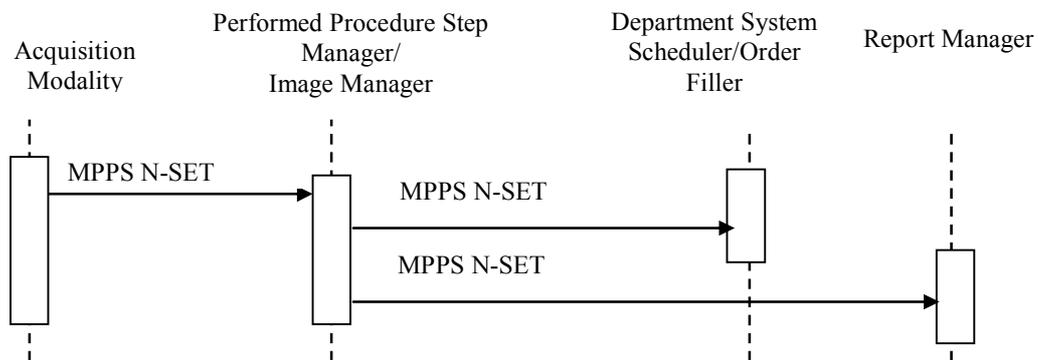 Acquisition
Modality
Performed Procedure Step
Manager/
Image Manager
Department System
Scheduler/Order
Filler
Report Manager
MPPS N-SET
MPPS N-SET
MPPS N-SET